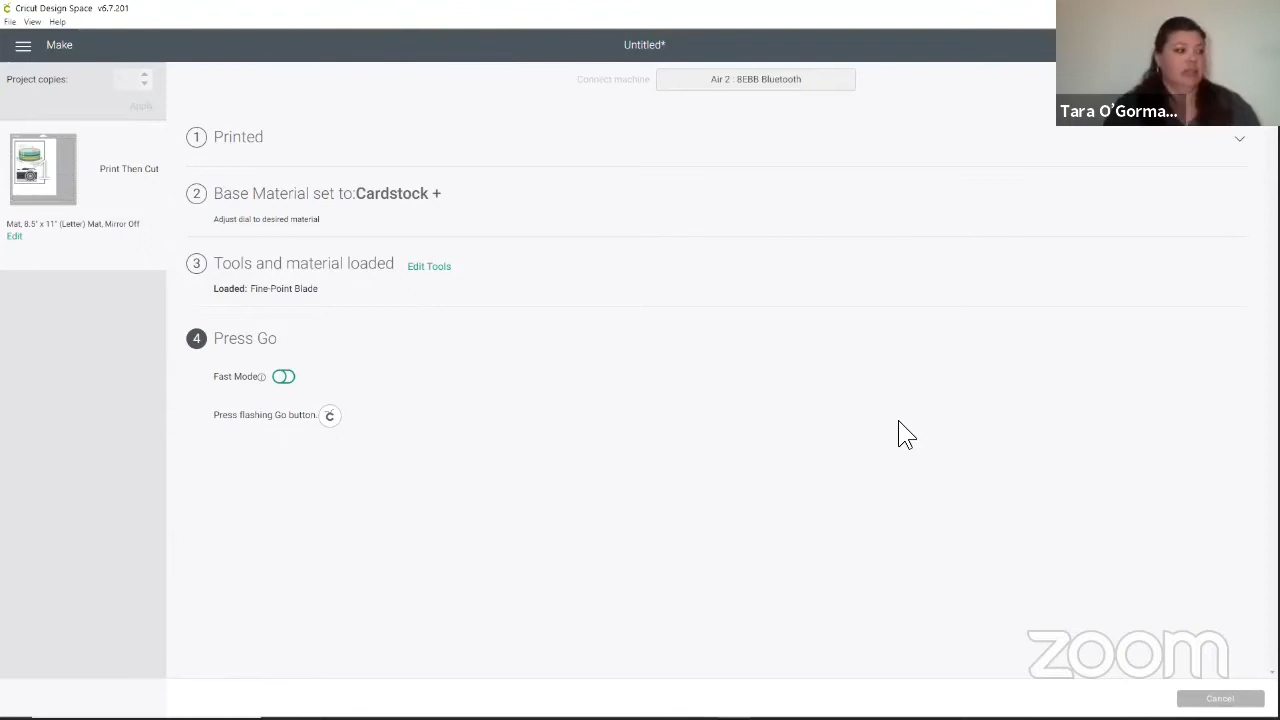 Cricut Design Space v6.7.201
File View Help
Make
Untitled*
Project copies:
Apply
Connect machine
Air 2 : 8EBB Bluetooth
Tara O'Gorma...
Print Then Cut
Mat, 8.5" x 11" (Letter) Mat, Mirror Off
Edit
1 Printed
2 Base Material set to:Cardstock +
Adjust dial to desired material
3 Tools and material loaded Edit Tools
Loaded: Fine-Point Blade
4 Press Go
Fast Mode
Press flashing Go button.
zoom
Cancel